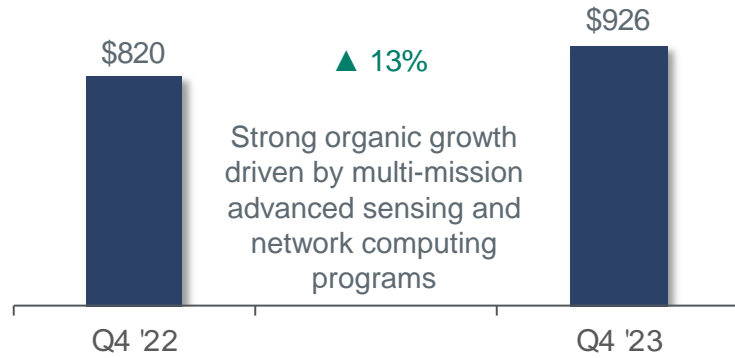 $926
$820
▲ 13%
Strong organic growth
driven by multi-mission
advanced sensing and
network computing
programs
Q4 '22
Q4 '23